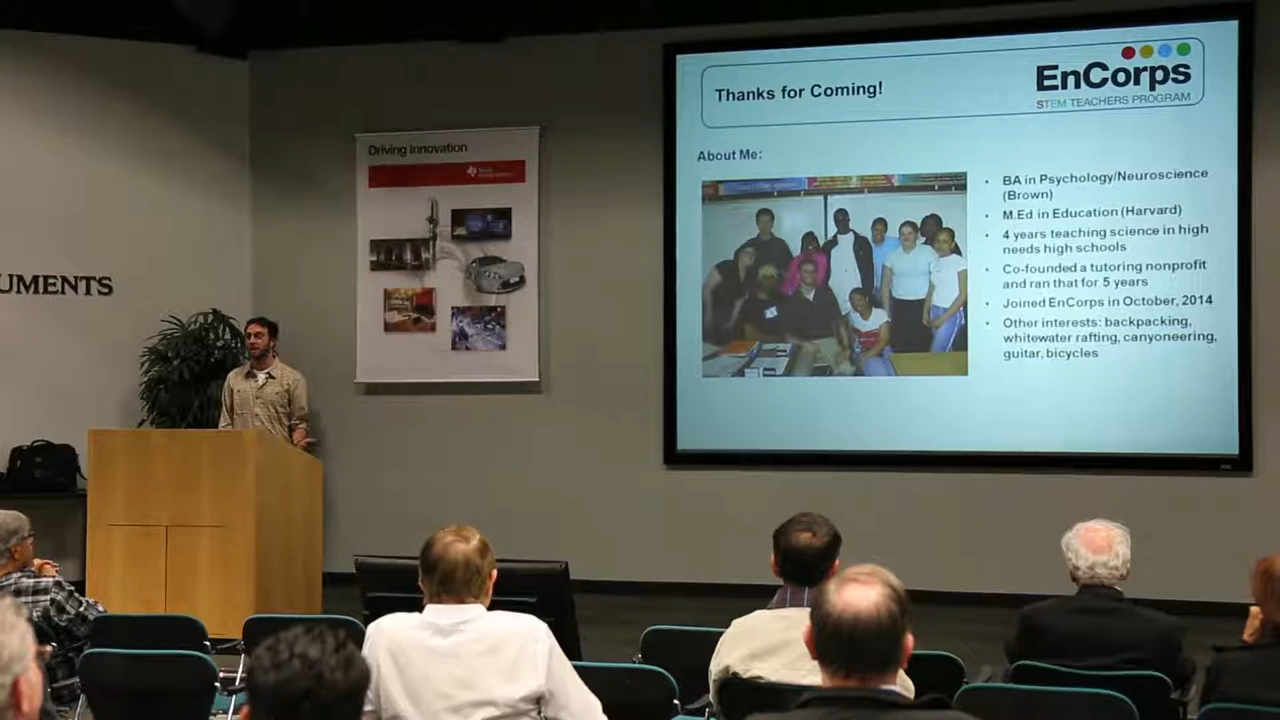 UMENTS
Driving Innovation
Thanks for Coming!
EnCorps
STEM TEACHERS PROGRAM
About Me:
• BA in Psychology/Neuroscience
(Brown)
• M.Ed in Education (Harvard)
• 4 years teaching science in high
needs high schools
• Co-founded a tutoring nonprofit
and ran that for 5 years
• Joined EnCorps in October, 2014
• Other interests: backpacking,
whitewater rafting, canyoneering,
guitar, bicycles